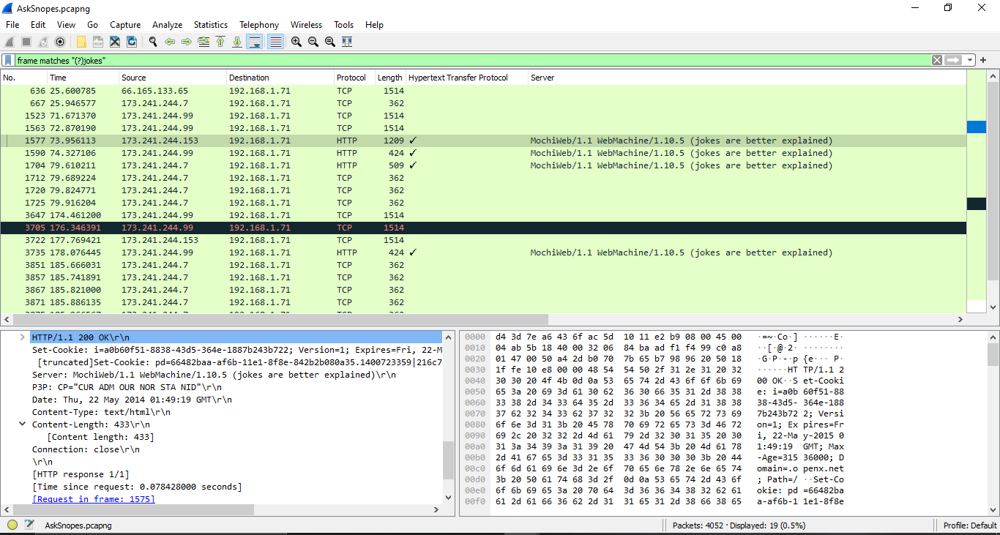 AskSnopes.pcapng
File Edit View Go Capture Analyze Statistics Telephony Wireless Tools Help
frame matches "(?)jokes"
No. Time Source Destination Protocol Length Hypertext Transfer Protocol Server
636 25.600785 66.165.133.65 192.168.1.71 TCP 1514
667 25.946577 173.241.244.7 192.168.1.71 TCP 362
1523 71.671370 173.241.244.99 192.168.1.71 TCP 1514
1563 72.870190 173.241.244.99 192.168.1.71 TCP 1514
1577 73.956113 173.241.244.153 192.168.1.71 HTTP 1209 ✓ MochiWeb/1.1 WebMachine/1.10.5 (jokes are better explained)
1590 74.327106 173.241.244.99 192.168.1.71 HTTP 424 ✓ MochiWeb/1.1 WebMachine/1.10.5 (jokes are better explained)
1704 79.610211 173.241.244.7 192.168.1.71 HTTP 509 ✓ MochiWeb/1.1 WebMachine/1.10.5 (jokes are better explained)
1712 79.689224 173.241.244.7 192.168.1.71 TCP 362
1720 79.824771 173.241.244.7 192.168.1.71 TCP 362
1725 79.916204 173.241.244.7 192.168.1.71 TCP 362
3647 174.461200 173.241.244.99 192.168.1.71 TCP 1514
3705 176.346391 173.241.244.99 192.168.1.71 TCP 1514
3722 177.769421 173.241.244.153 192.168.1.71 TCP 1514
3735 178.076445 173.241.244.99 192.168.1.71 HTTP 424 ✓ MochiWeb/1.1 WebMachine/1.10.5 (jokes are better explained)
3851 185.666031 173.241.244.7 192.168.1.71 TCP 362
3857 185.741891 173.241.244.7 192.168.1.71 TCP 362
3867 185.821000 173.241.244.7 192.168.1.71 TCP 362
3871 185.886135 173.241.244.7 192.168.1.71 TCP 362
HTTP/1.1 200 OK\r\n
Set-Cookie: i=a0b60f51-8838-43d5-364e-1887b243b722; Version=1; Expires=Fri, 22-M
[truncated]Set-Cookie: pd=66482baa-af6b-11e1-8f8e-842b2b080a35.1400723359|216c7
Server: MochiWeb/1.1 WebMachine/1.10.5 (jokes are better explained)\r\n
P3P: CP="CUR ADM OUR NOR STA NID"\r\n
Date: Thu, 22 May 2014 01:49:19 GMT\r\n
Content-Type: text/html\r\n
Content-Length: 433\r\n
[Content length: 433]
Connection: close\r\n
\r\n
[HTTP response 1/1]
[Time since request: 0.078428000 seconds]
[Request in frame: 1575]
0000 d4 3d 7e a6 43 6f ac 5d 10 11 e2 b9 08 00 45 00 ·=~·Co·] ······E·
0010 04 ab 5b 18 40 00 32 06 84 ba ad f1 f4 99 c0 a8 ··[·@·2· ········
0020 01 47 00 50 a4 2d b0 70 7b 65 b7 98 96 20 50 18 ·G·P·-·p {e··· P·
0030 1f fe 10 e8 00 00 48 54 54 50 2f 31 2e 31 20 32 ······HT TP/1.1 2
0040 30 30 20 4f 4b 0d 0a 53 65 74 2d 43 6f 6f 6b 69 00 OK··S et-Cooki
0050 65 3a 20 69 3d 61 30 62 36 30 66 35 31 2d 38 38 e: i=a0b 60f51-88
0060 33 38 2d 34 33 64 35 2d 33 36 34 65 2d 31 38 38 38-43d5- 364e-188
0070 37 62 32 34 33 62 37 32 32 3b 20 56 65 72 73 69 7b243b72 2; Versi
0080 6f 6e 3d 31 3b 20 45 78 70 69 72 65 73 3d 46 72 on=1; Ex pires=Fr
0090 69 2c 20 32 32 2d 4d 61 79 2d 32 30 31 35 20 30 i, 22-Ma y-2015 0
00a0 31 3a 34 39 3a 31 39 20 47 4d 54 3b 20 4d 61 78 1:49:19 GMT; Max
00b0 2d 41 67 65 3d 33 31 35 33 36 30 30 30 3b 20 44 -Age=315 36000; D
00c0 6f 6d 61 69 6e 3d 2e 6f 70 65 6e 78 2e 6e 65 74 omain=.o penx.net
00d0 3b 20 50 61 74 68 3d 2f 0d 0a 53 65 74 2d 43 6f ; Path=/ ··Set-Co
00e0 6f 6b 69 65 3a 20 70 64 3d 36 36 34 38 32 62 61 okie: pd =66482ba
00f0 61 2d 61 66 36 62 2d 31 31 65 31 2d 38 66 38 65 a-af6b-1 1e1-8f8e
AskSnopes.pcapng Packets: 4052 · Displayed: 19 (0.5%) Profile: Default